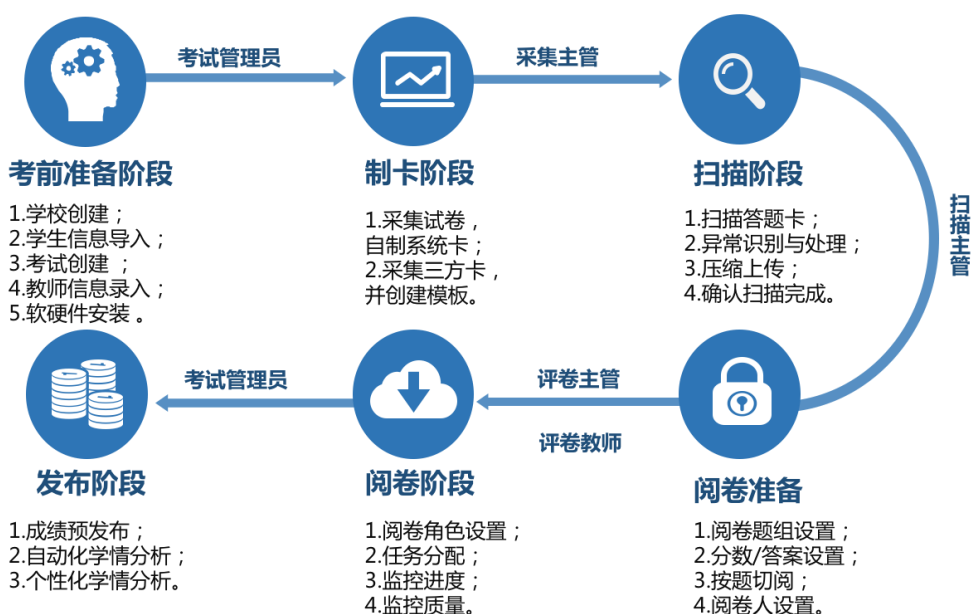 考试管理员
采集主管
考前准备阶段
1.学校创建；
2.学生信息导入；
3.考试创建 ；
4.教师信息录入；
5.软硬件安装 。
制卡阶段
1.采集试卷，
自制系统卡；
2.采集三方卡，
并创建模板。
扫描阶段
1.扫描答题卡；
2.异常识别与处理；
3.压缩上传；
4.确认扫描完成。
扫描主管
阅卷准备
1.阅卷题组设置；
2.分数/答案设置；
3.按题切阅；
4.阅卷人设置。
评卷主管
评卷教师
阅卷阶段
1.阅卷角色设置；
2.任务分配；
3.监控进度；
4.监控质量。
考试管理员
发布阶段
1.成绩预发布；
2.自动化学情分析；
3.个性化学情分析。